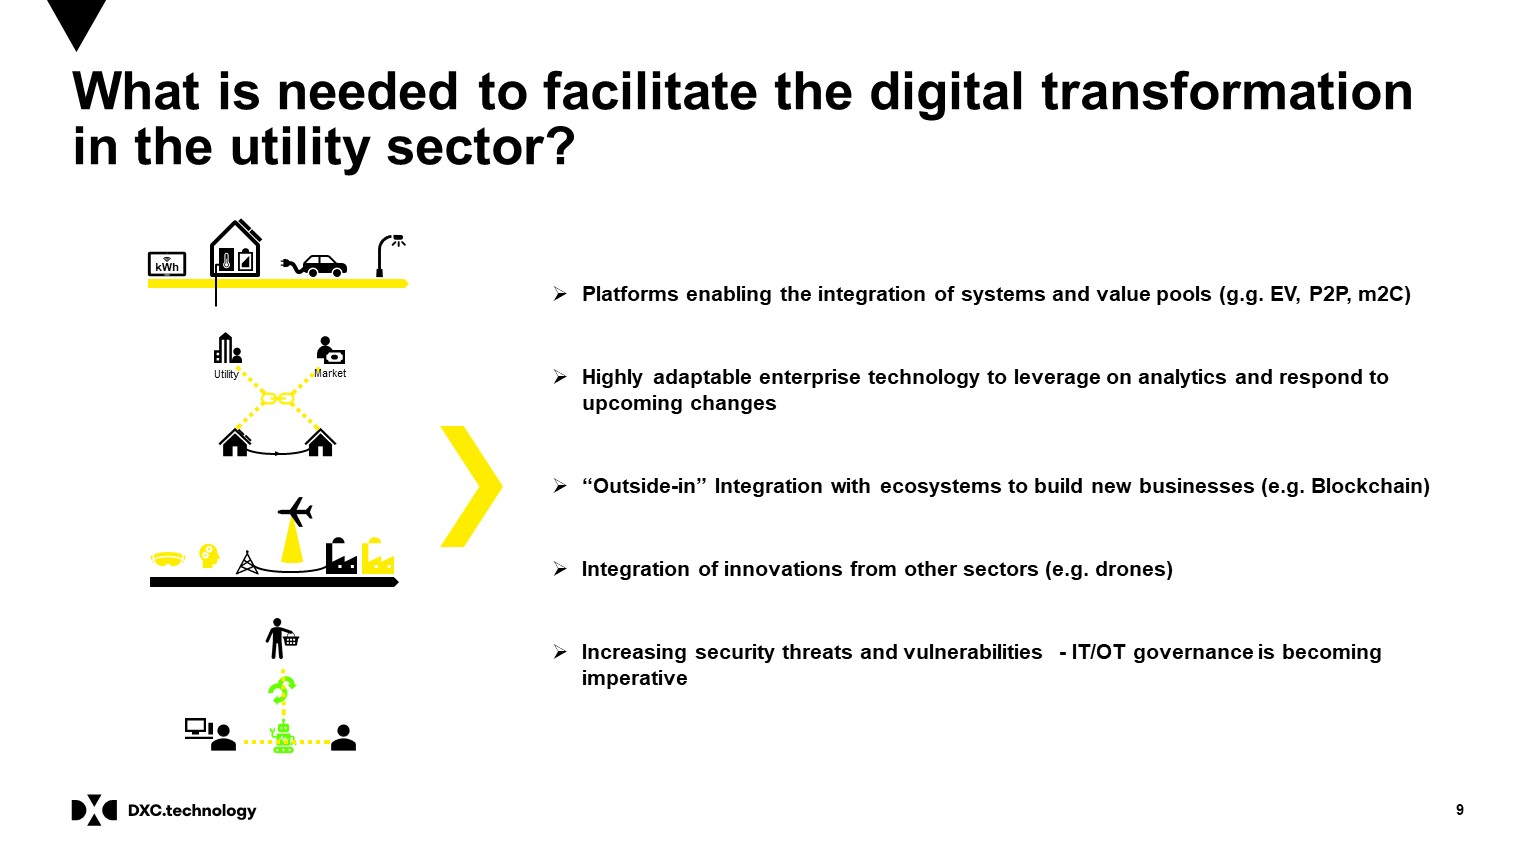 What is needed to facilitate the digital transformation
in the utility sector?
kWh
Utility
Market
➢ Platforms enabling the integration of systems and value pools (g.g. EV, P2P, m2C)
➢ Highly adaptable enterprise technology to leverage on analytics and respond to
upcoming changes
➢ “Outside-in” Integration with ecosystems to build new businesses (e.g. Blockchain)
➢ Integration of innovations from other sectors (e.g. drones)
➢ Increasing security threats and vulnerabilities - IT/OT governance is becoming
imperative
DXC.technology
9